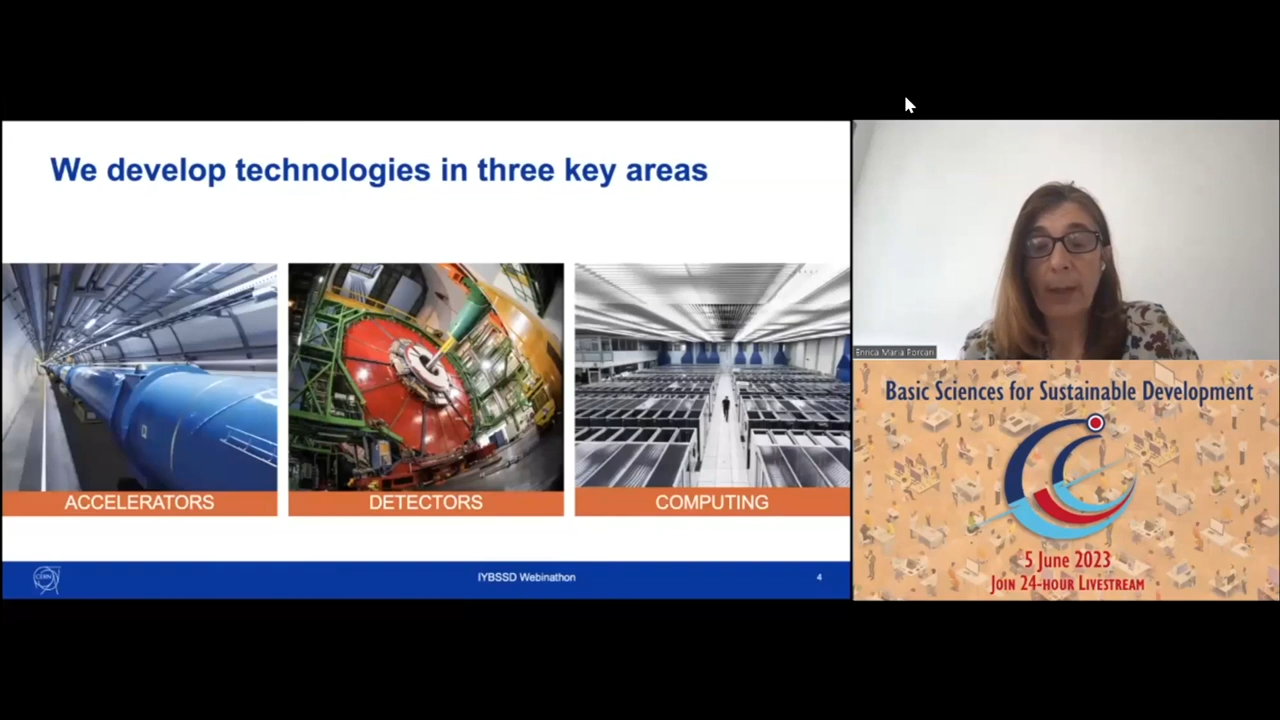 We develop technologies in three key areas
ACCELERATORS
DETECTORS
COMPUTING
CERN
IYBSSD Webinathon
4
Enrica Maria Porcari
Basic Sciences for Sustainable Development
5 June 2023
Join 24-hour Livestream